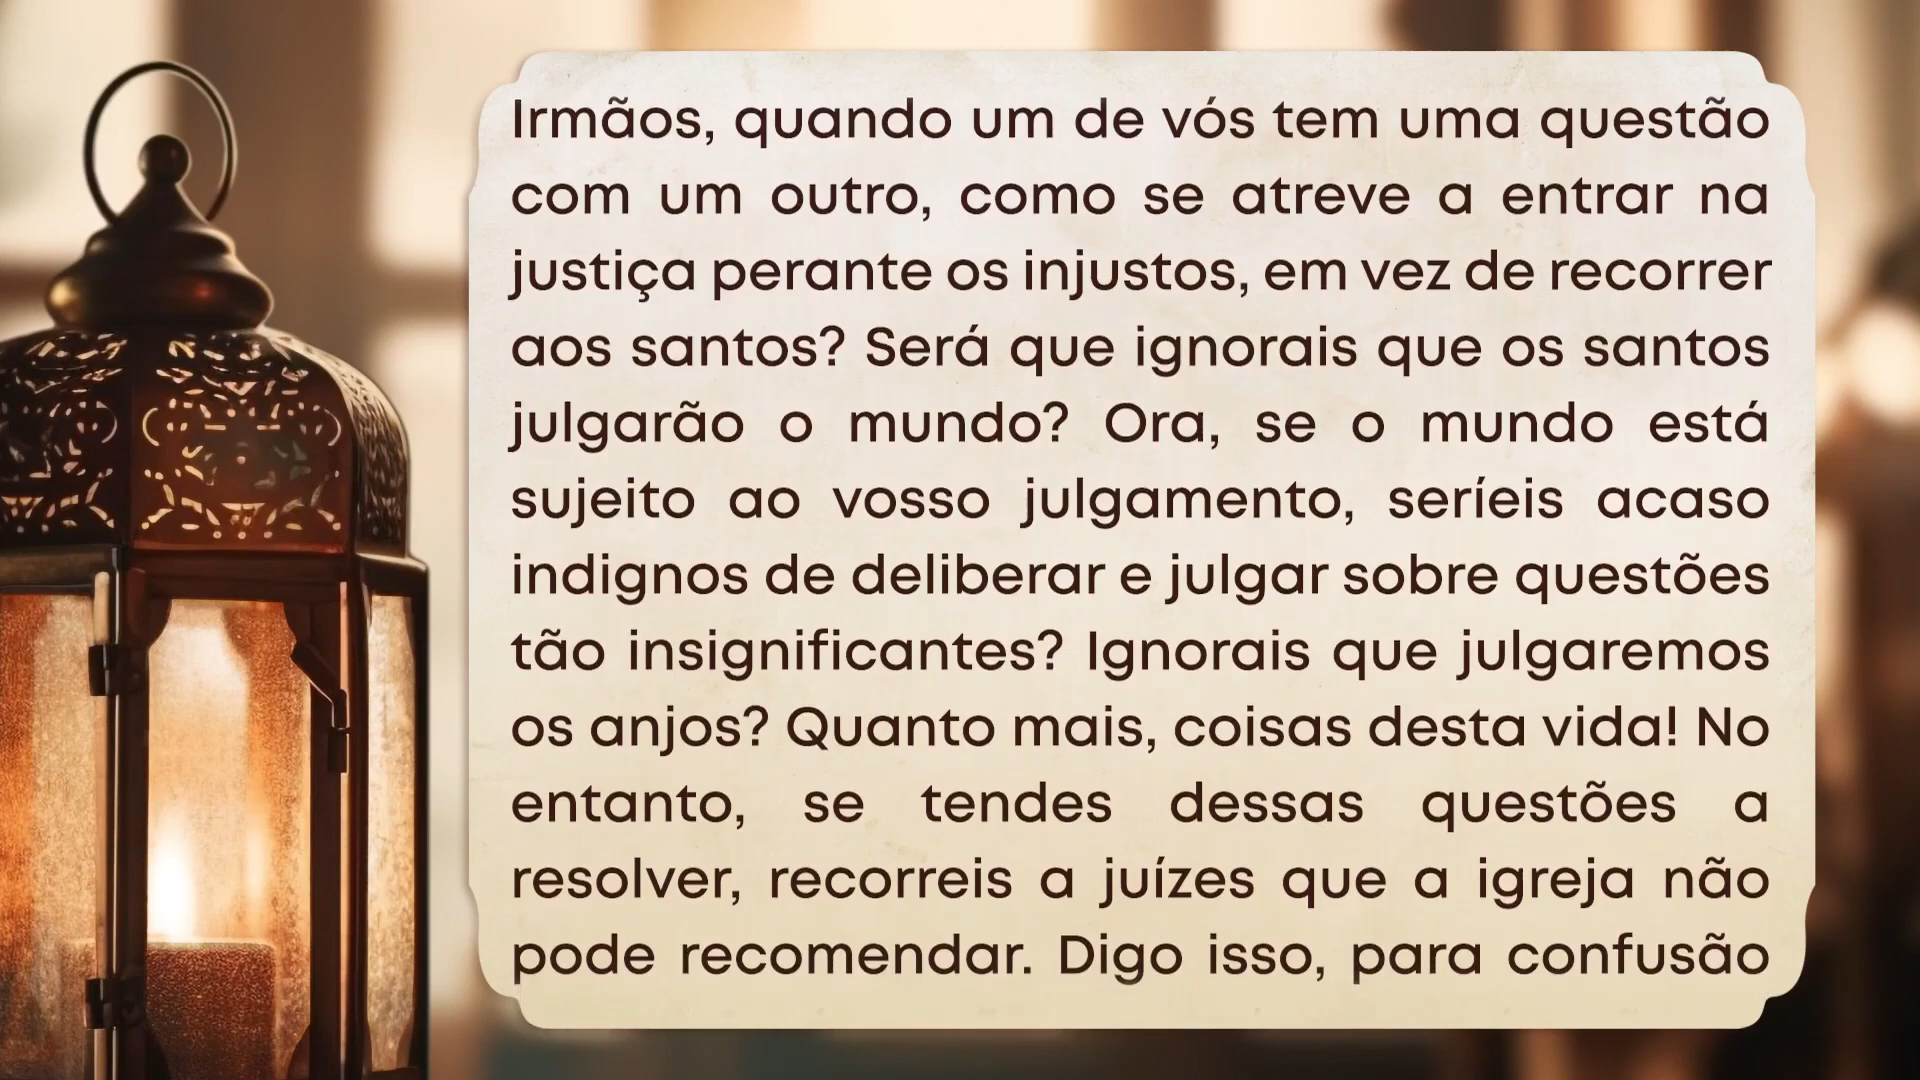 Irmãos, quando um de vós tem uma questão
com um outro, como se atreve a entrar na
justiça perante os injustos, em vez de recorrer
aos santos? Será que ignorais que os santos
julgarão o mundo? Ora, se o mundo está
sujeito ao vosso julgamento, seríeis acaso
indignos de deliberar e julgar sobre questões
tão insignificantes? Ignorais que julgaremos
os anjos? Quanto mais, coisas desta vida! No
entanto, se tendes dessas questões a
resolver, recorreis a juízes que a igreja não
pode recomendar. Digo isso, para confusão